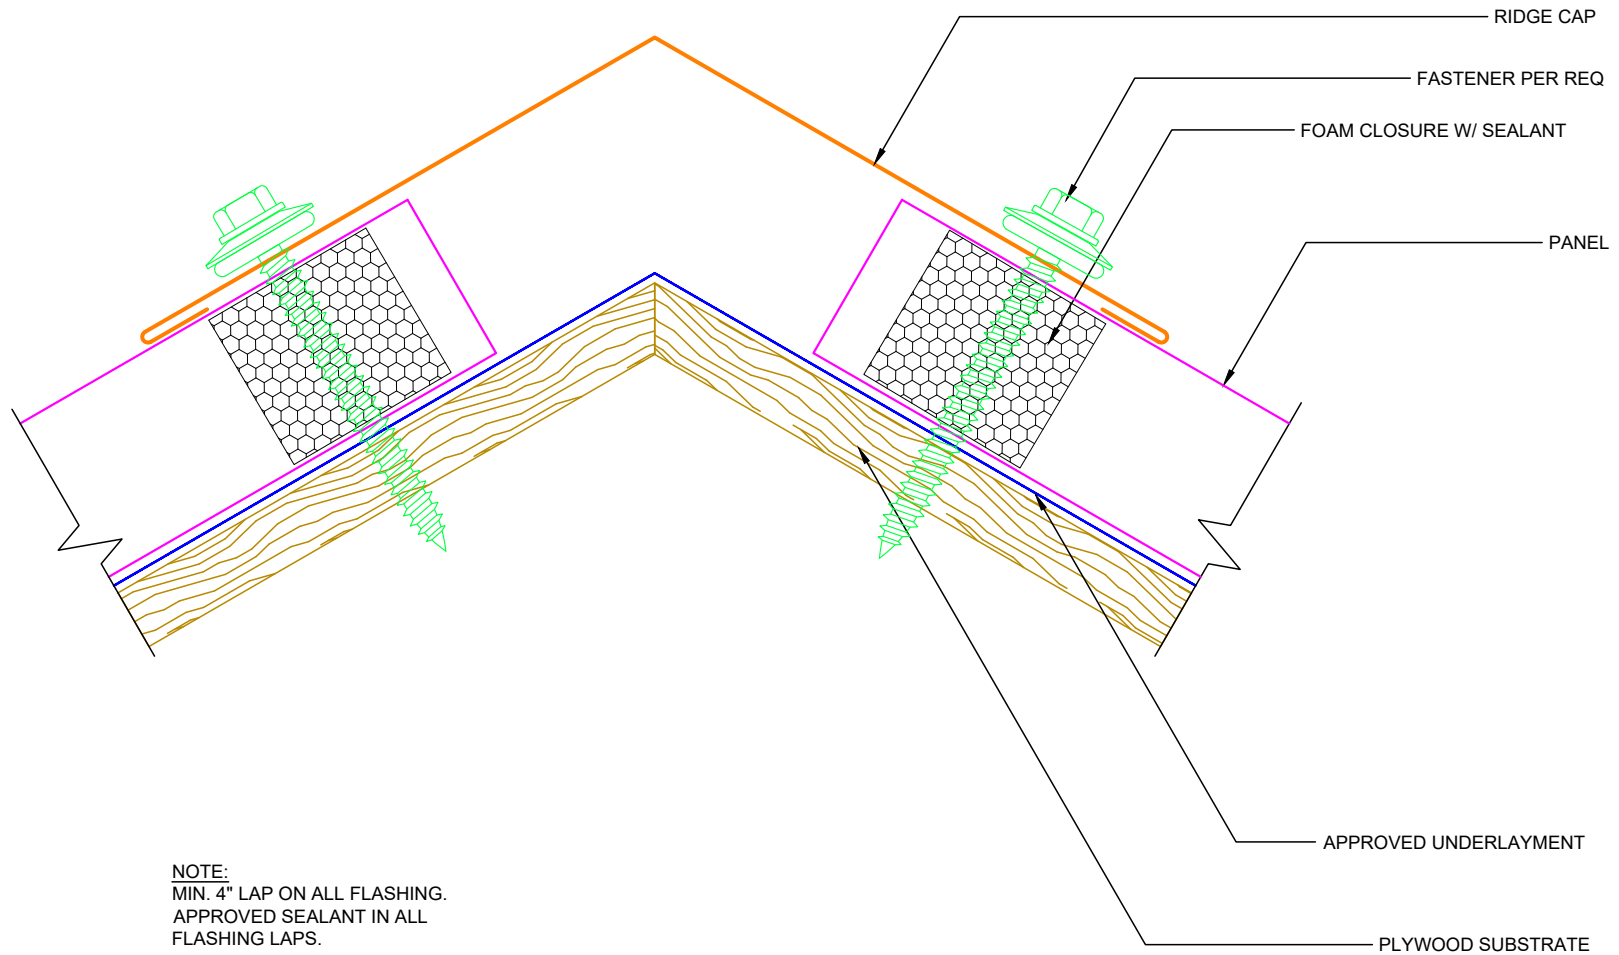 RIDGE CAP
FASTENER PER REQ
FOAM CLOSURE W/ SEALANT
PANEL
APPROVED UNDERLAYMENT
PLYWOOD SUBSTRATE
NOTE:
MIN. 4" LAP ON ALL FLASHING.
APPROVED SEALANT IN ALL
FLASHING LAPS.